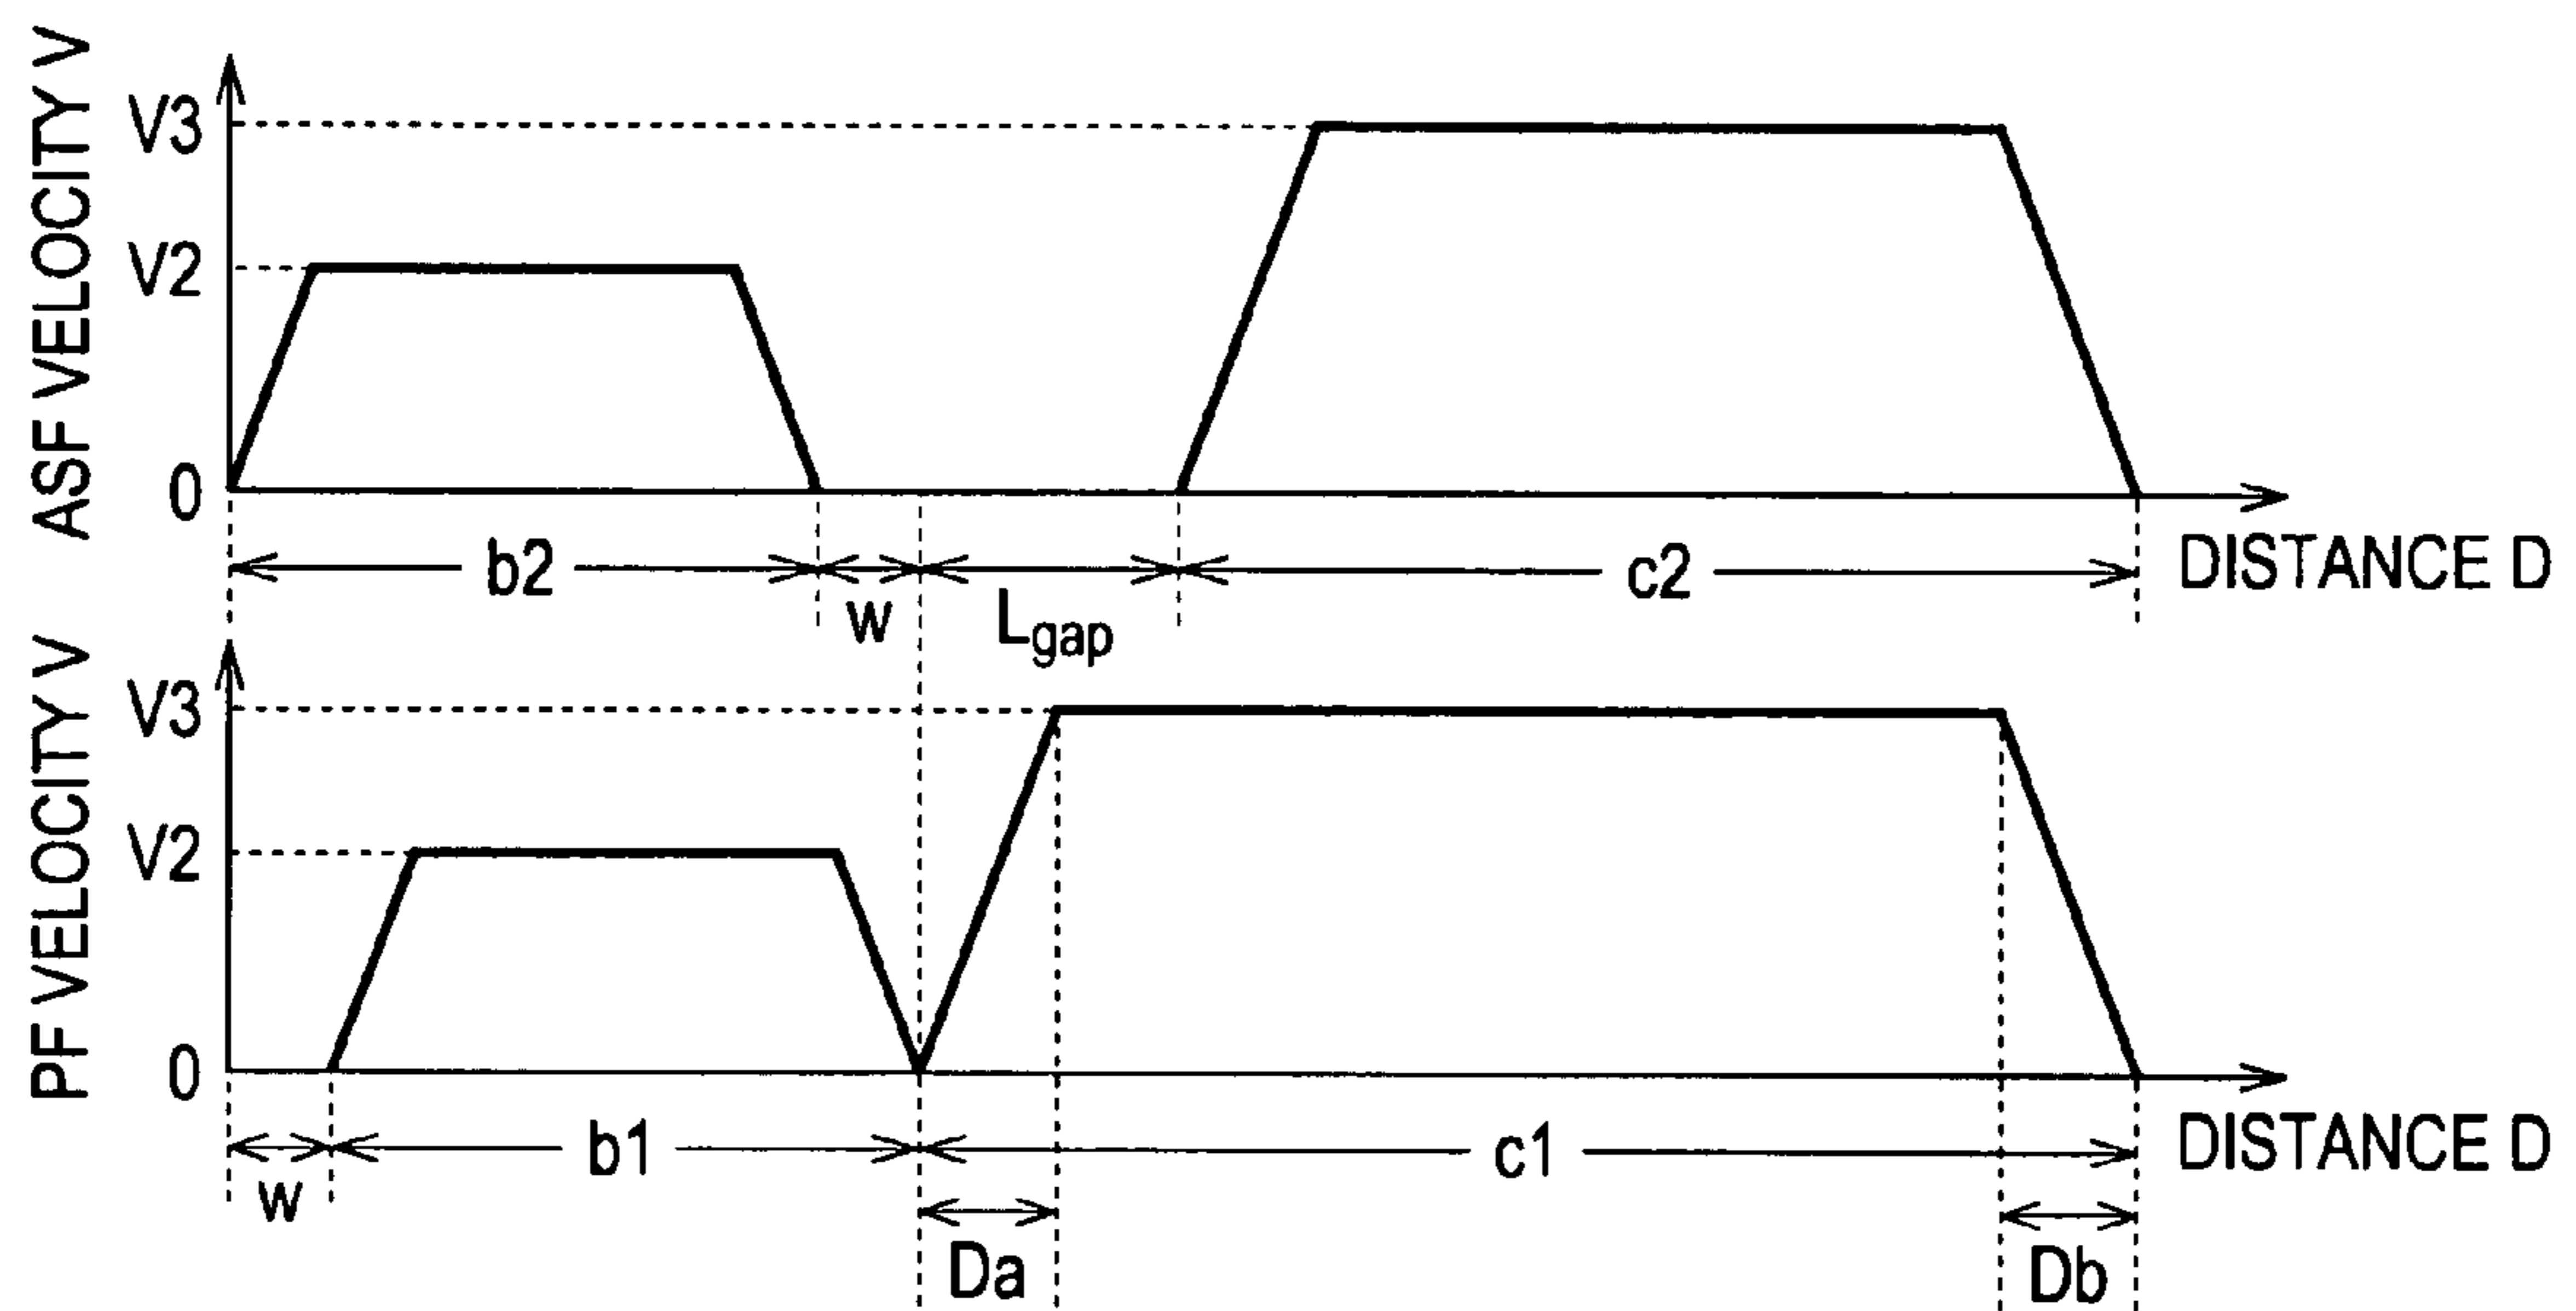 ASF VELOCITY V
V3
V2
0
b2
w
Lgap
c2
DISTANCE D
PF VELOCITY V
V3
V2
0
w
b1
c1
DISTANCE D
Da
Db